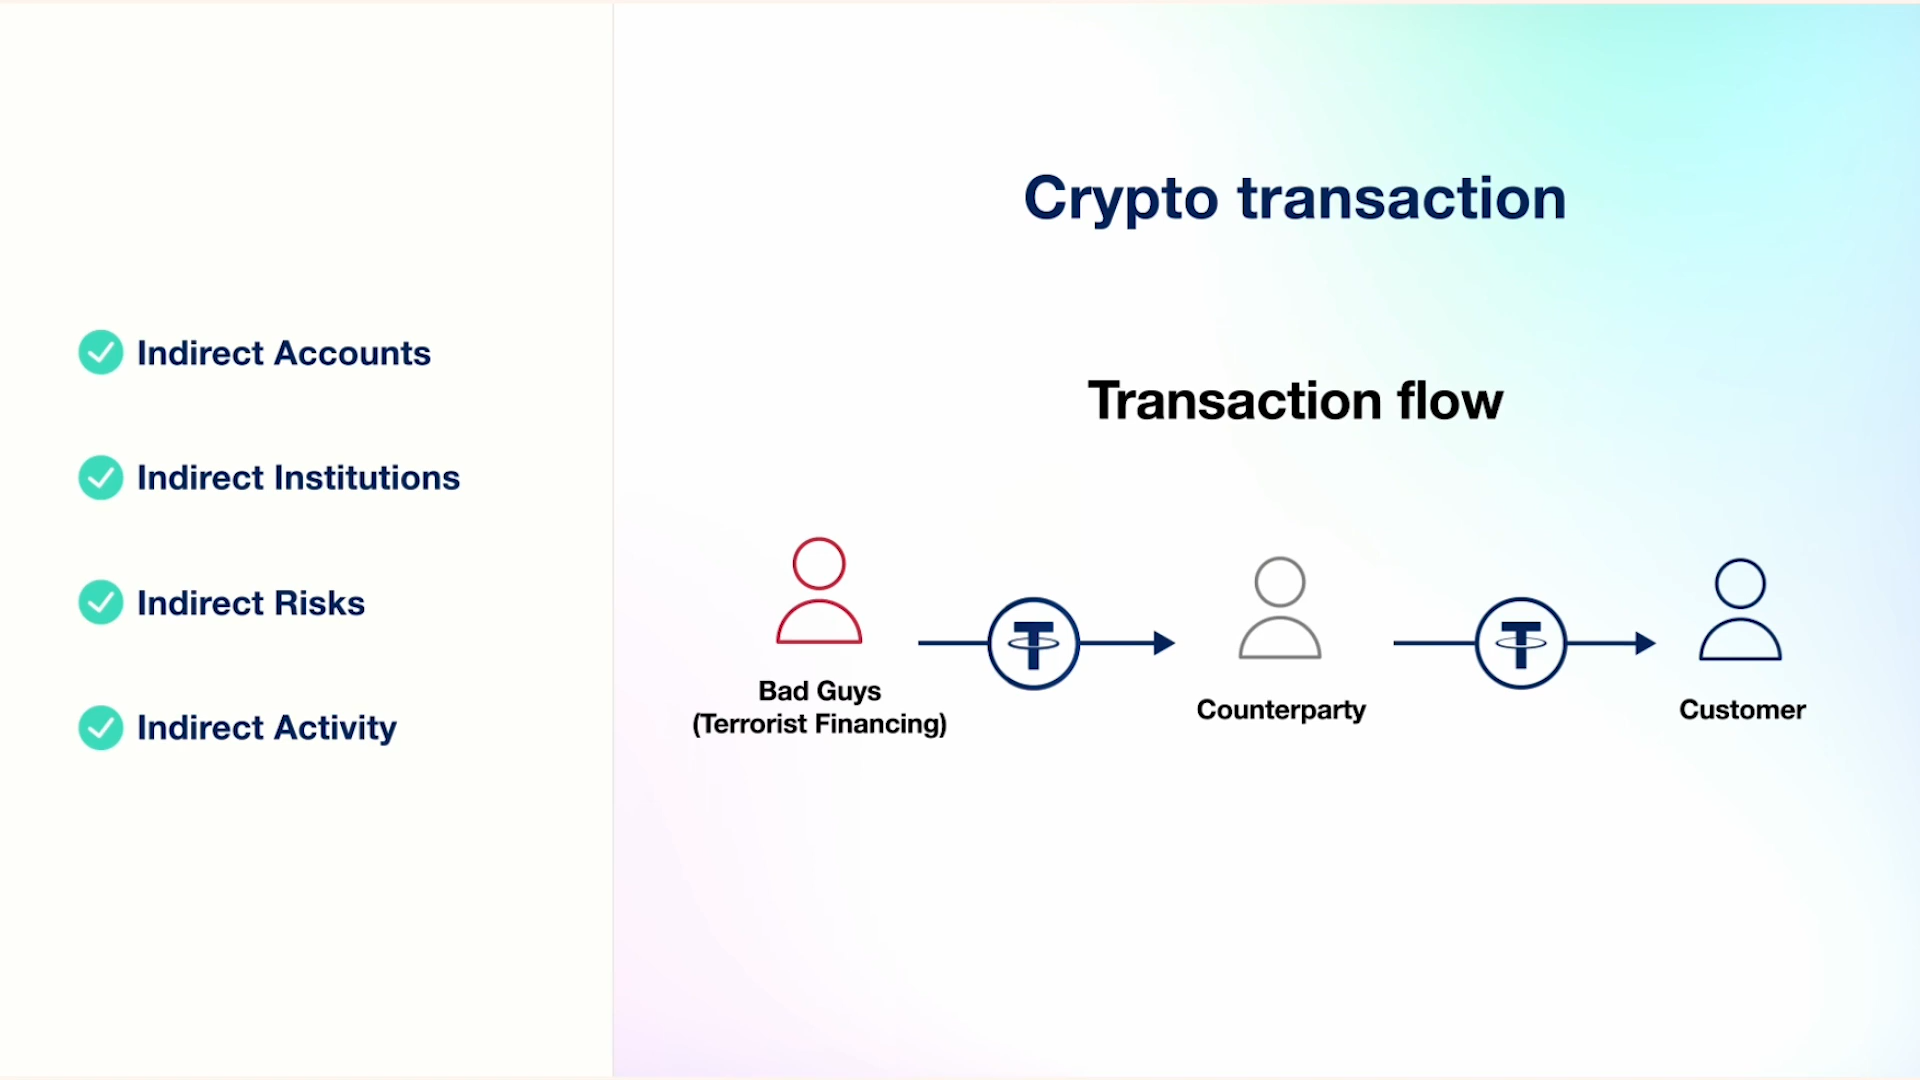 Indirect Accounts
Indirect Institutions
Indirect Risks
Indirect Activity
Crypto transaction
Transaction flow
Bad Guys
(Terrorist Financing)
Counterparty
Customer